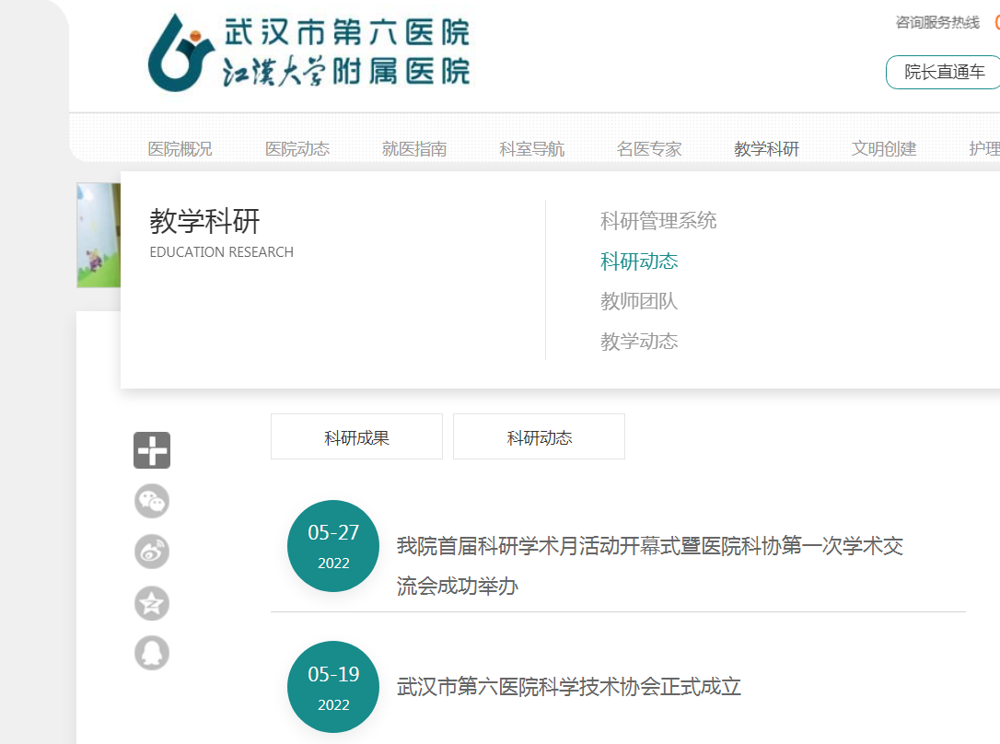 武汉市第六医院
江汉大学附属医院
咨询服务热线
院长直通车
医院概况 医院动态 就医指南 科室导航 名医专家 教学科研 文明创建 护理
教学科研
EDUCATION RESEARCH
科研管理系统
科研动态
教师团队
教学动态
科研成果 科研动态
05-27
2022
我院首届科研学术月活动开幕式暨医院科协第一次学术交
流会成功举办
05-19
2022
武汉市第六医院科学技术协会正式成立